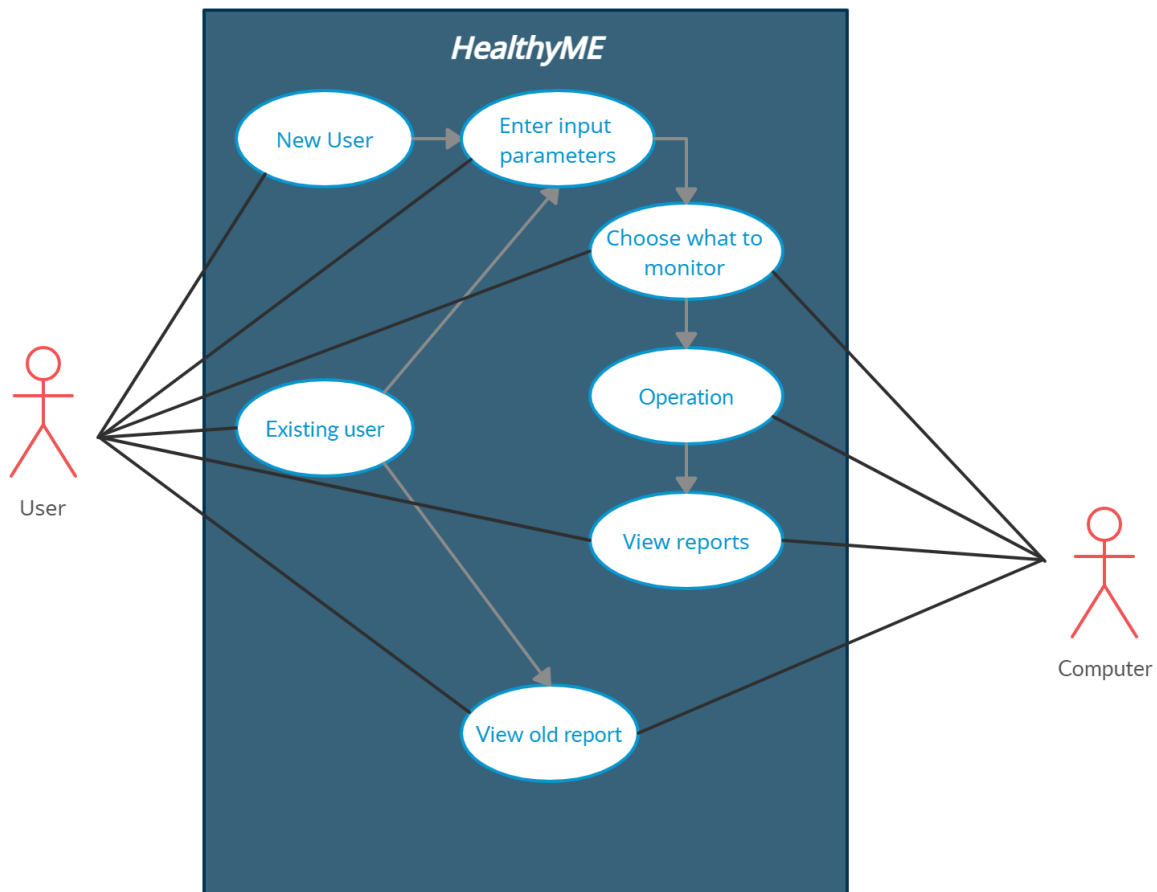 HealthyME
New User
Enter input
parameters
Choose what to
monitor
Existing user
Operation
User
View reports
Computer
View old report